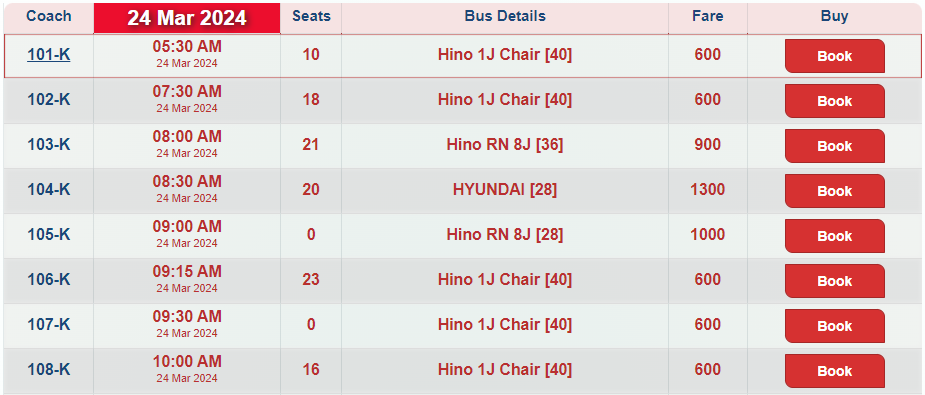 Coach 24 Mar 2024 Seats Bus Details Fare Buy
101-K 05:30 AM 10 Hino 1J Chair [40] 600 Book
24 Mar 2024
102-K 07:30 AM 18 Hino 1J Chair [40] 600 Book
24 Mar 2024
103-K 08:00 AM 21 Hino RN 8J [36] 900 Book
24 Mar 2024
104-K 08:30 AM 20 HYUNDAI [28] 1300 Book
24 Mar 2024
105-K 09:00 AM 0 Hino RN 8J [28] 1000 Book
24 Mar 2024
106-K 09:15 AM 23 Hino 1J Chair [40] 600 Book
24 Mar 2024
107-K 09:30 AM 0 Hino 1J Chair [40] 600 Book
24 Mar 2024
108-K 10:00 AM 16 Hino 1J Chair [40] 600 Book
24 Mar 2024